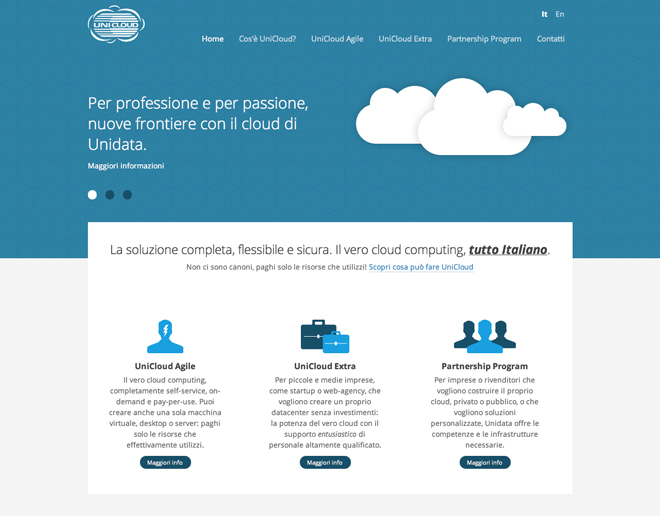 It En
UNICLOUD
Home Cos'è UniCloud? UniCloud Agile UniCloud Extra Partnership Program Contatti
Per professione e per passione,
nuove frontiere con il cloud di
Unidata.
Maggiori informazioni
La soluzione completa, flessibile e sicura. Il vero cloud computing, tutto Italiano.
Non ci sono canoni, paghi solo le risorse che utilizzi! Scopri cosa può fare UniCloud
UniCloud Agile
Il vero cloud computing,
completamente self-service, on-
demand e pay-per-use. Puoi
creare anche una sola macchina
virtuale, desktop o server: paghi
solo le risorse che
effettivamente utilizzi.
Maggiori info
UniCloud Extra
Per piccole e medie imprese,
come startup o web-agency, che
vogliono creare un proprio
datacenter senza investimenti:
la potenza del vero cloud con il
supporto entusiastico di
personale altamente qualificato.
Maggiori info
Partnership Program
Per imprese o rivenditori che
vogliono costruire il proprio
cloud, privato o pubblico, o che
vogliono soluzioni
personalizzate, Unidata offre le
competenze e le infrastrutture
necessarie.
Maggiori info